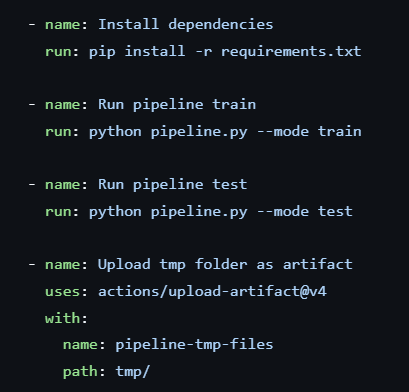 - name: Install dependencies
  run: pip install -r requirements.txt

- name: Run pipeline train
  run: python pipeline.py --mode train

- name: Run pipeline test
  run: python pipeline.py --mode test

- name: Upload tmp folder as artifact
  uses: actions/upload-artifact@v4
  with:
    name: pipeline-tmp-files
    path: tmp/